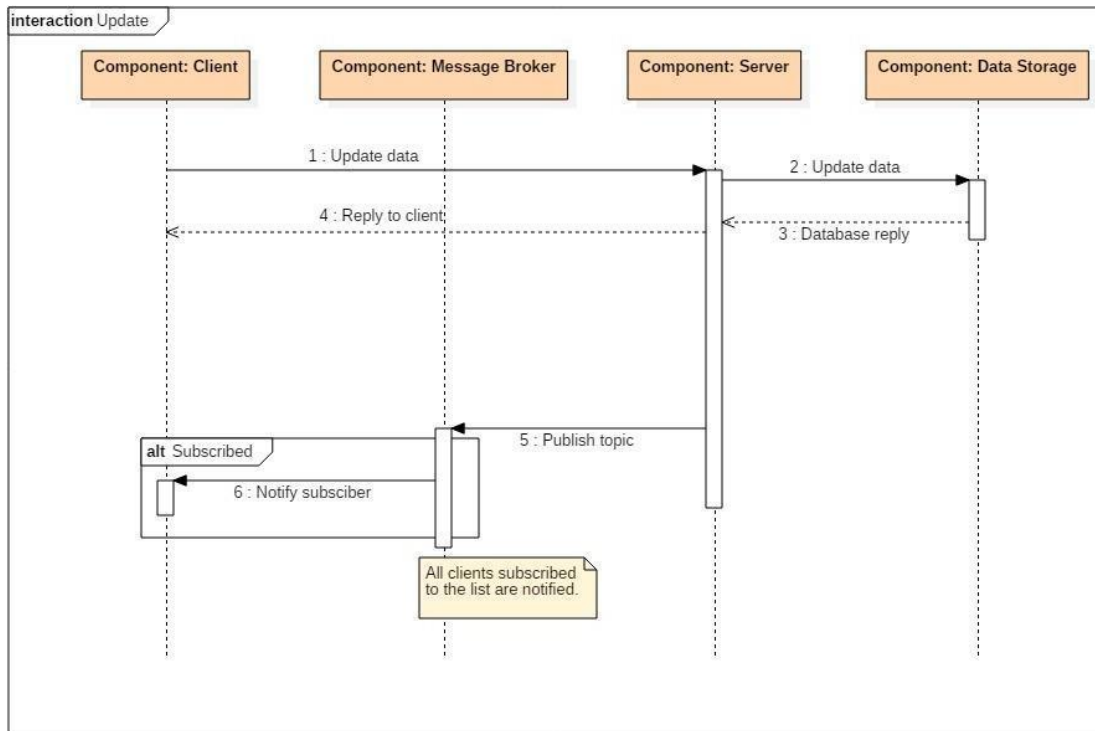 interaction Update
Component: Client
Component: Message Broker
Component: Server
Component: Data Storage
1 : Update data
2 : Update data
4 : Reply to client
3 : Database reply
5 : Publish topic
alt Subscribed
6 : Notify subsciber
All clients subscribed
to the list are notified.